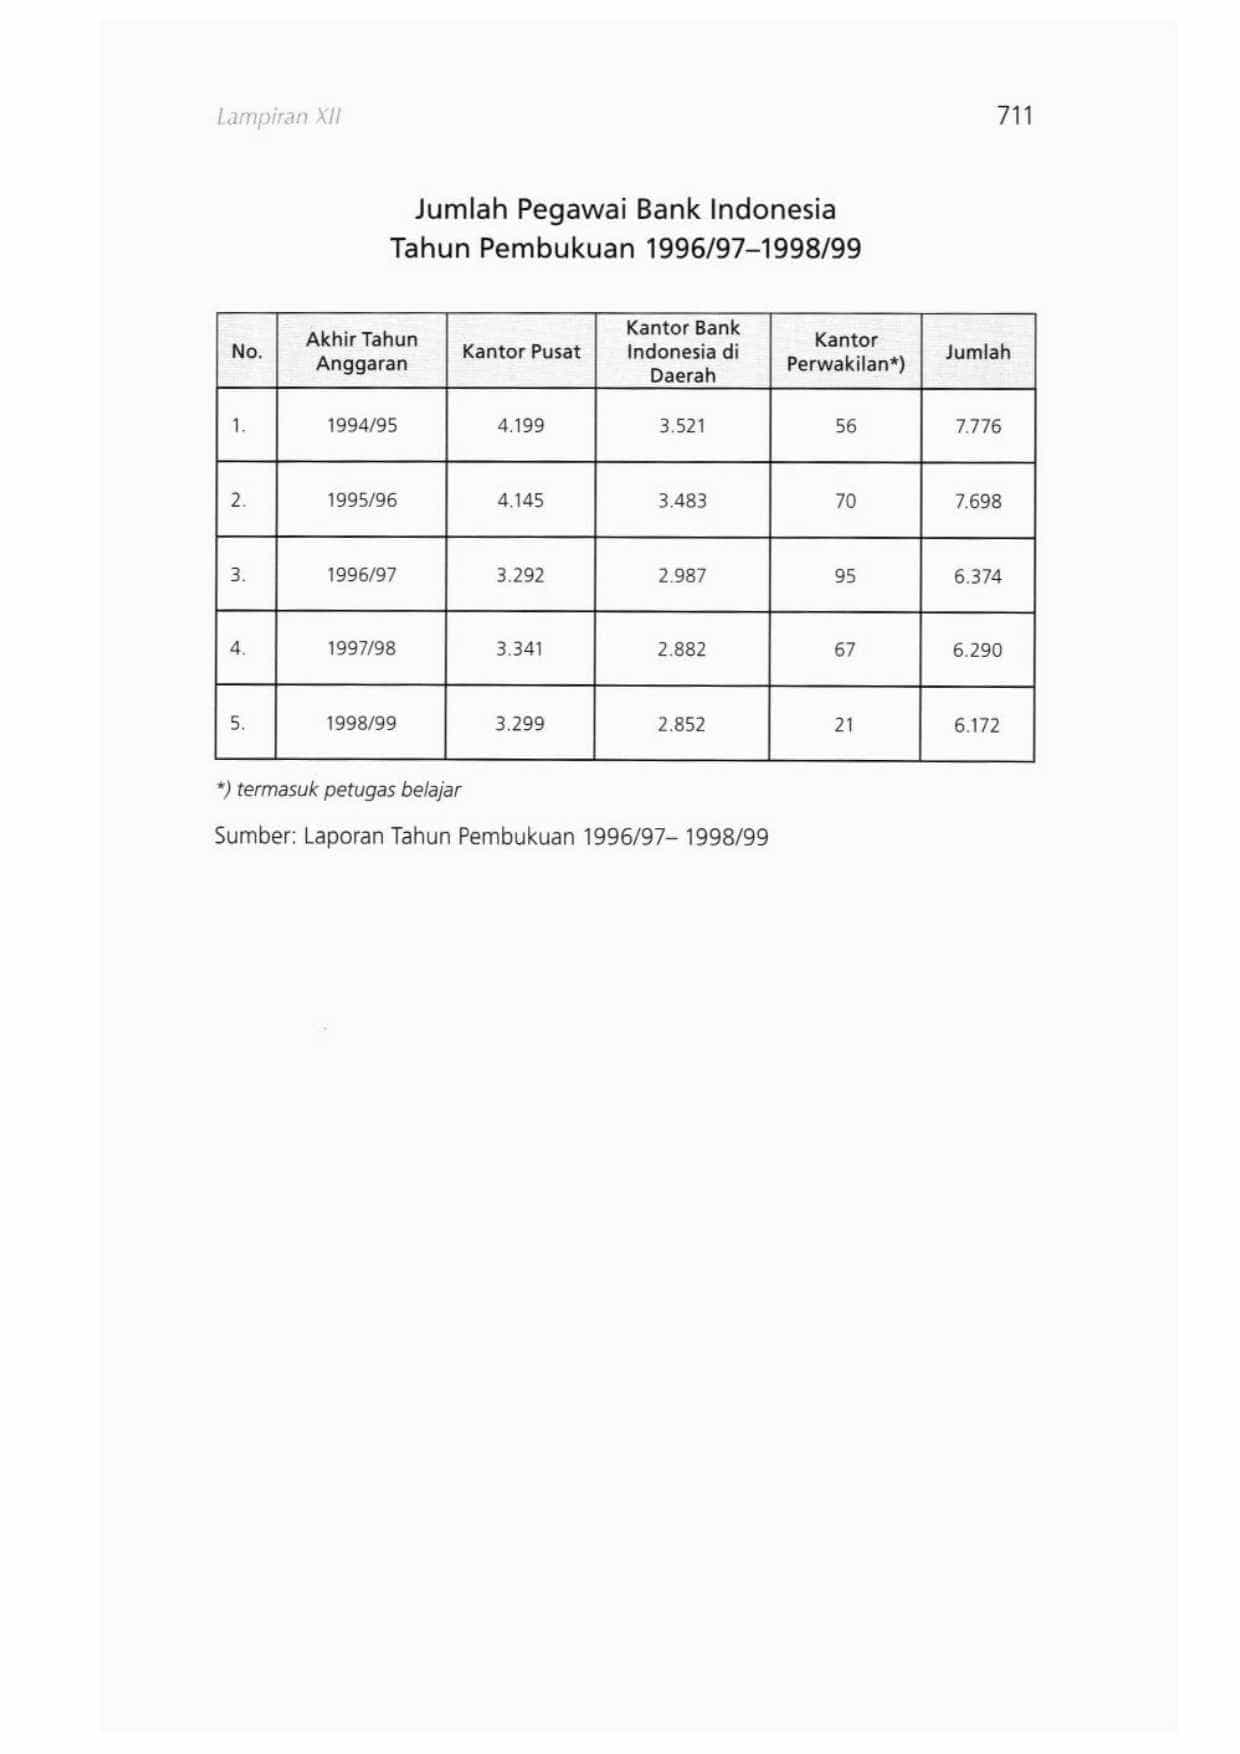 Lampiran XII 711
Jumlah Pegawai Bank Indonesia
Tahun Pembukuan 1996/97–1998/99
No. Akhir Tahun Anggaran Kantor Pusat Kantor Bank Indonesia di Daerah Kantor Perwakilan*) Jumlah
1. 1994/95 4.199 3.521 56 7.776
2. 1995/96 4.145 3.483 70 7.698
3. 1996/97 3.292 2.987 95 6.374
4. 1997/98 3.341 2.882 67 6.290
5. 1998/99 3.299 2.852 21 6.172
*) termasuk petugas belajar
Sumber: Laporan Tahun Pembukuan 1996/97– 1998/99